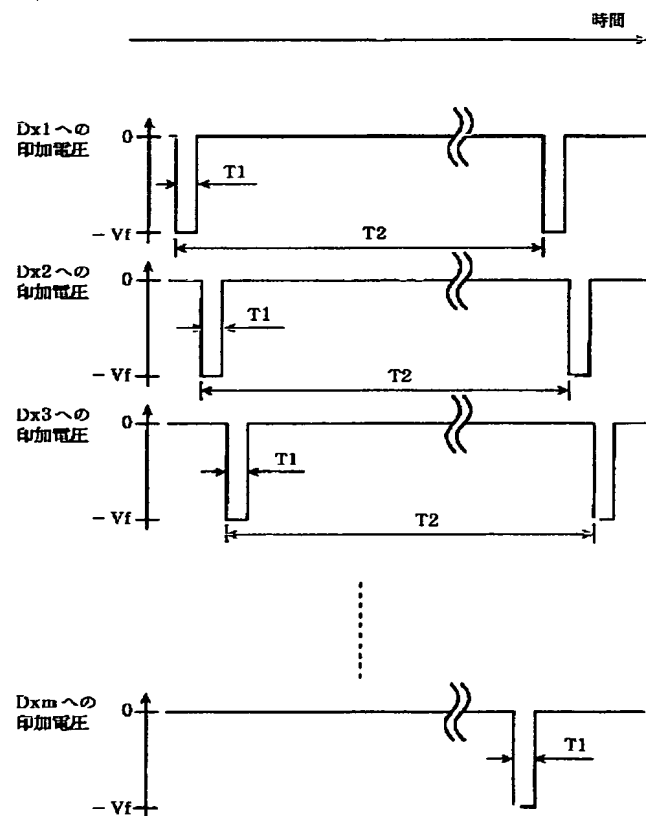 時間
Dx1への
印加電圧
0
T1
-Vf
T2
Dx2への
印加電圧
0
T1
-Vf
T2
Dx3への
印加電圧
0
T1
-Vf
T2
Dxmへの
印加電圧
0
T1
-Vf